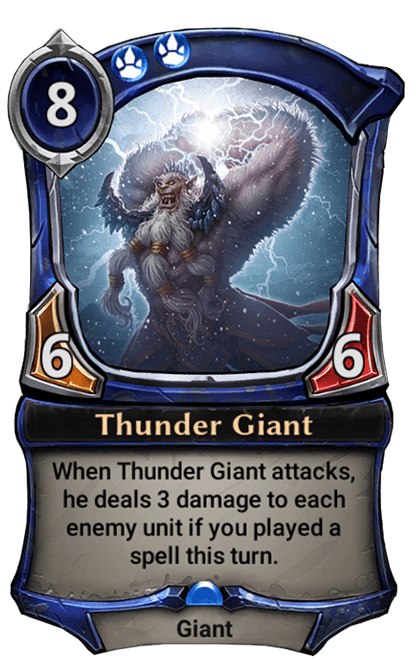 8
6
6
Thunder Giant
When Thunder Giant attacks,
he deals 3 damage to each
enemy unit if you played a
spell this turn.
Giant